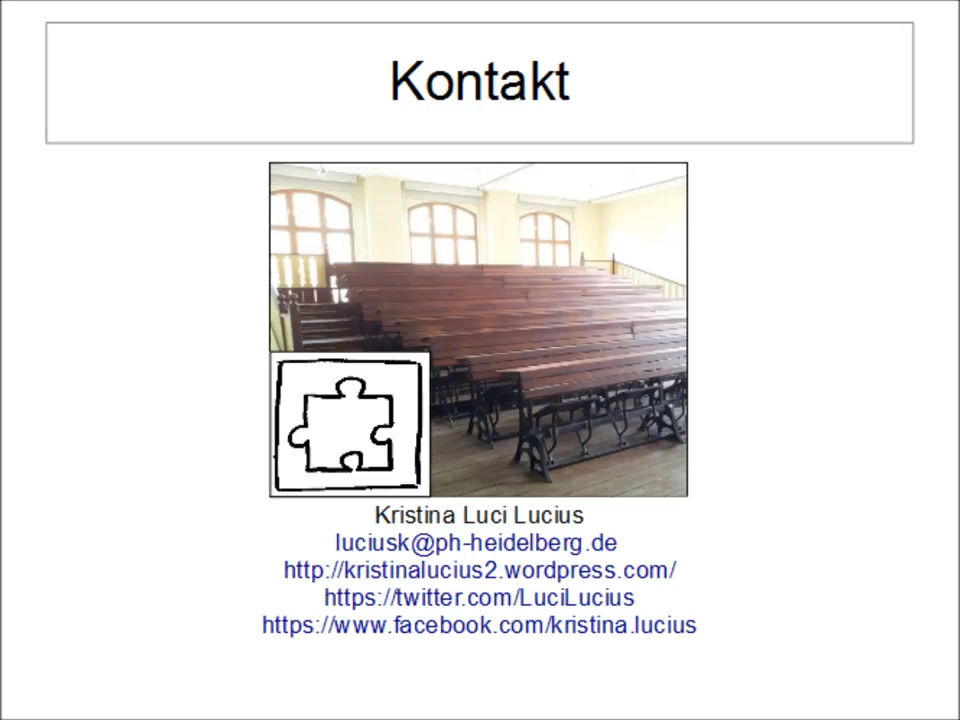 Kontakt
Kristina Luci Lucius
luciusk@ph-heidelberg.de
http://kristinalucius2.wordpress.com/
https://twitter.com/LuciLucius
https://www.facebook.com/kristina.lucius